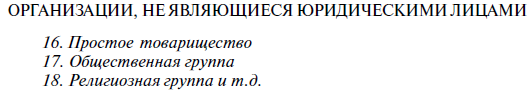 ОРГАНИЗАЦИИ, НЕ ЯВЛЯЮЩИЕСЯ ЮРИДИЧЕСКИМИ ЛИЦАМИ
16. Простое товарищество
17. Общественная группа
18. Религиозная группа и т.д.